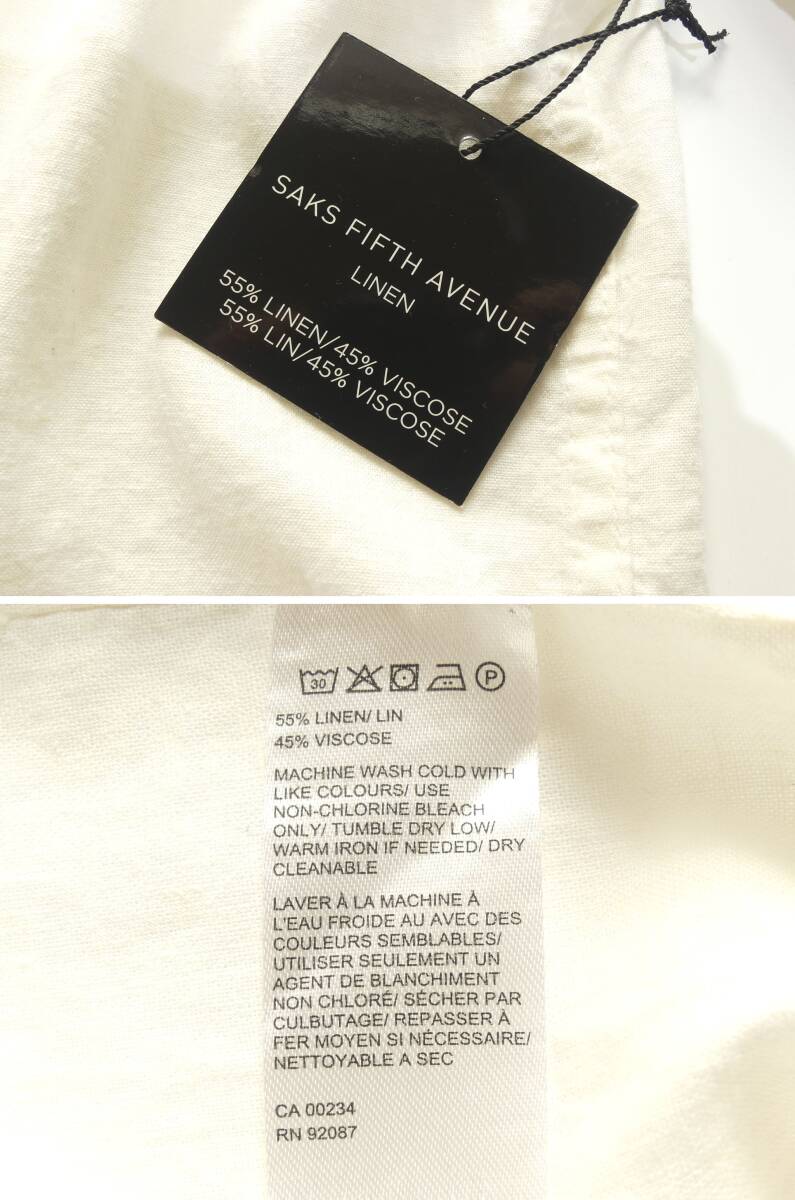 SAKS FIFTH AVENUE
LINEN
55% LINEN/45% VISCOSE
55% LIN/45% VISCOSE
30
P
55% LINEN/ LIN
45% VISCOSE
MACHINE WASH COLD WITH
LIKE COLOURS/ USE
NON-CHLORINE BLEACH
ONLY/ TUMBLE DRY LOW/
WARM IRON IF NEEDED/ DRY
CLEANABLE
LAVER À LA MACHINE À
L'EAU FROIDE AU AVEC DES
COULEURS SEMBLABLES/
UTILISER SEULEMENT UN
AGENT DE BLANCHIMENT
NON CHLORÉ/ SÉCHER PAR
CULBUTAGE/ REPASSER À
FER MOYEN SI NÉCESSAIRE/
NETTOYABLE A SEC
CA 00234
RN 92087